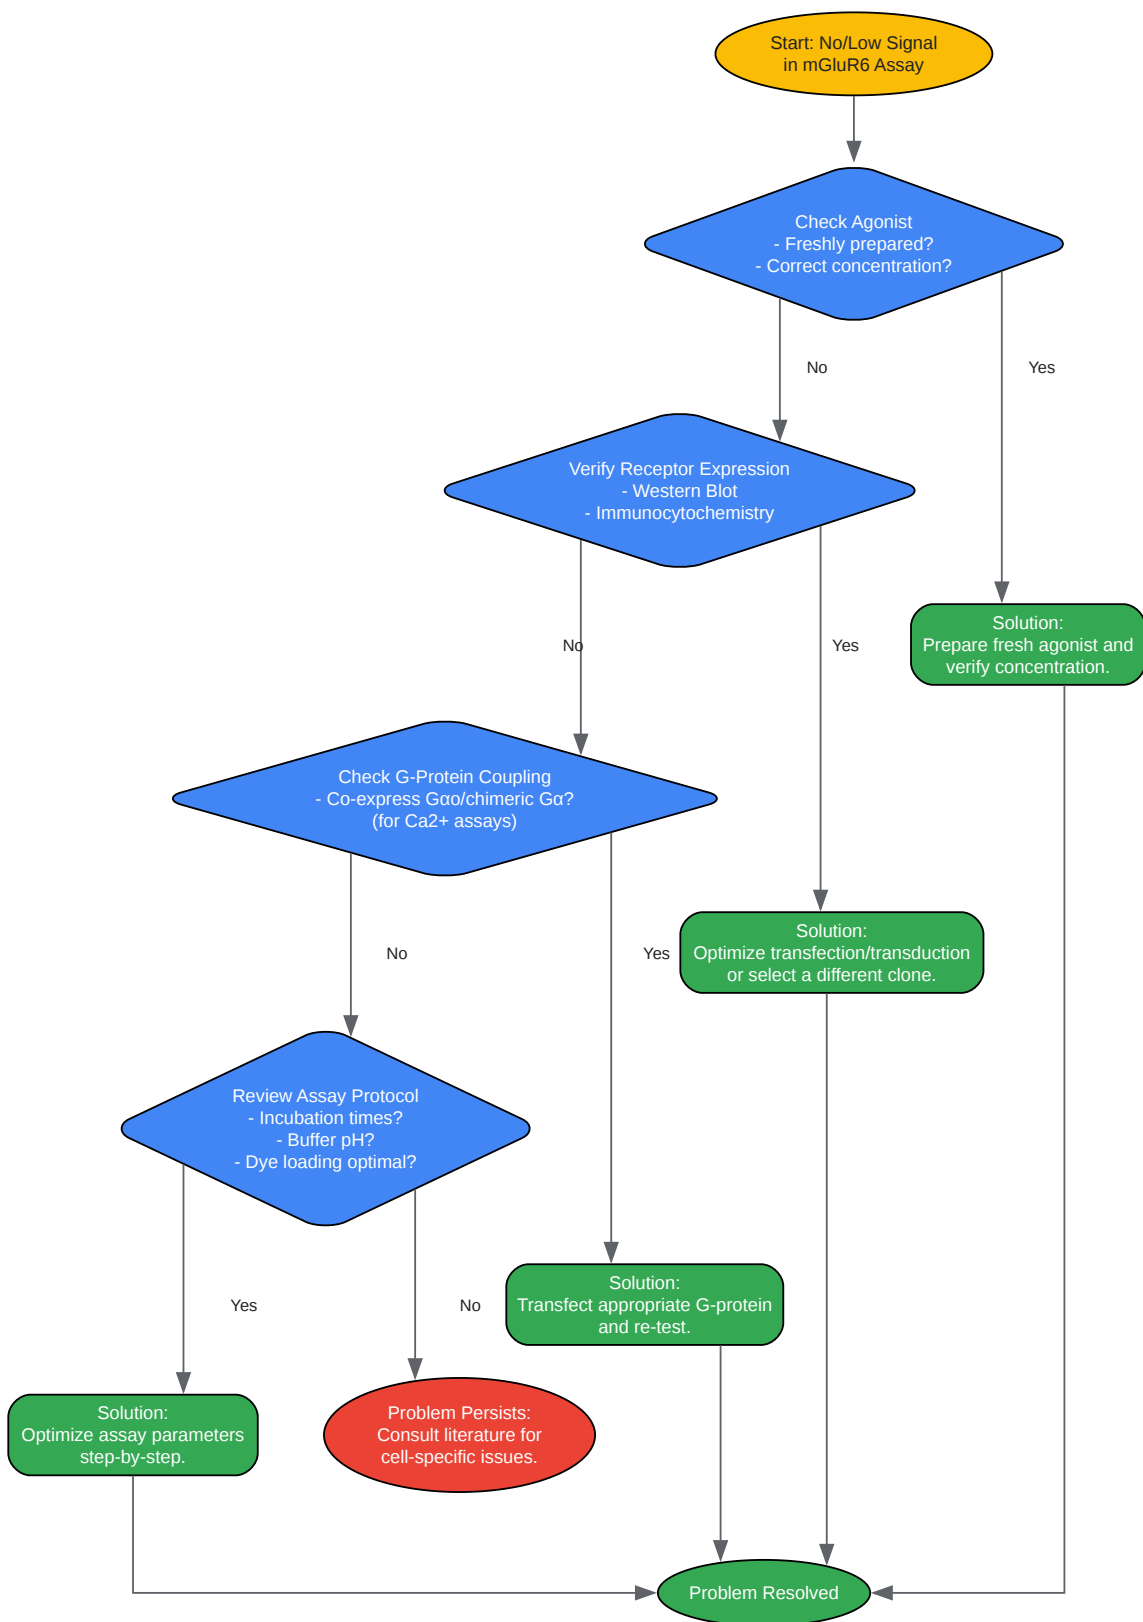 Start: No/Low Signal
in mGluR6 Assay
Check Agonist
- Freshly prepared?
- Correct concentration?
No
Yes
Verify Receptor Expression
- Western Blot
- Immunocytochemistry
No
Yes
Solution:
Prepare fresh agonist and
verify concentration.
Check G-Protein Coupling
- Co-express Gαo/chimeric Gα?
(for Ca2+ assays)
No
Yes
Solution:
Optimize transfection/transduction
or select a different clone.
Review Assay Protocol
- Incubation times?
- Buffer pH?
- Dye loading optimal?
Yes
No
Solution:
Transfect appropriate G-protein
and re-test.
Solution:
Optimize assay parameters
step-by-step.
Problem Persists:
Consult literature for
cell-specific issues.
Problem Resolved